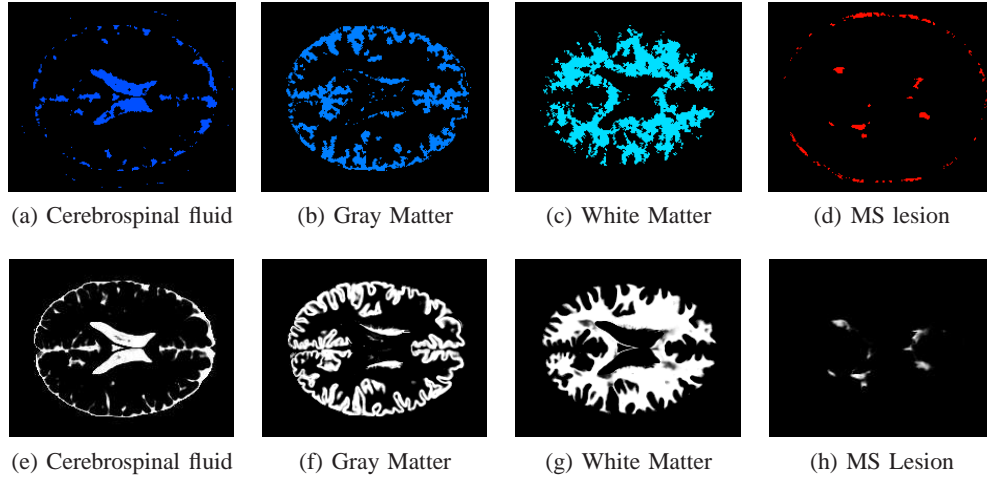 (a) Cerebrospinal fluid
(b) Gray Matter
(c) White Matter
(d) MS lesion
(e) Cerebrospinal fluid
(f) Gray Matter
(g) White Matter
(h) MS Lesion